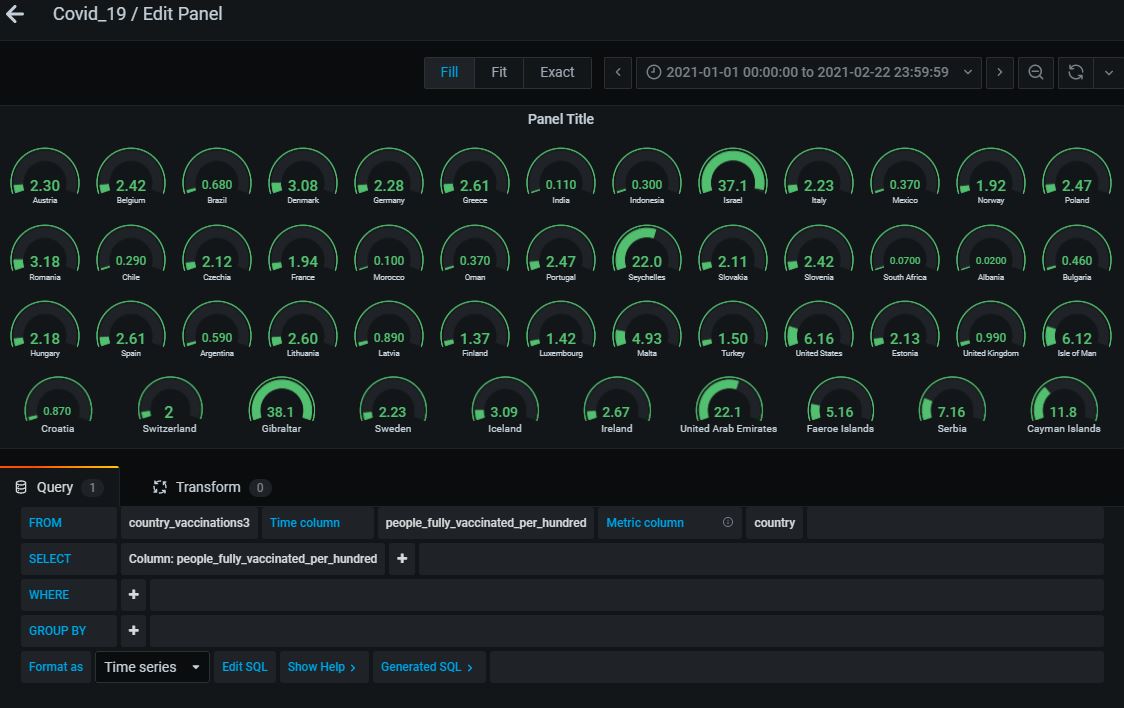 Covid_19 / Edit Panel
Fill Fit Exact 2021-01-01 00:00:00 to 2021-02-22 23:59:59
Panel Title
2.30 2.42 0.680 3.08 2.28 2.61 0.110 0.300 37.1 2.23 0.370 1.92 2.47
Austria Belgium Brazil Denmark Germany Greece India Indonesia Israel Italy Mexico Norway Poland
3.18 0.290 2.12 1.94 0.100 0.370 2.47 22.0 2.11 2.42 0.0700 0.0200 0.460
Romania Chile Czechia France Morocco Oman Portugal Seychelles Slovakia Slovenia South Africa Albania Bulgaria
2.18 2.61 0.590 2.60 0.890 1.37 1.42 4.93 1.50 6.16 2.13 0.990 6.12
Hungary Spain Argentina Lithuania Latvia Finland Luxembourg Malta Turkey United States Estonia United Kingdom Isle of Man
0.870 2 38.1 2.23 3.09 2.67 22.1 5.16 7.16 11.8
Croatia Switzerland Gibraltar Sweden Iceland Ireland United Arab Emirates Faeroe Islands Serbia Cayman Islands
Query 1 Transform 0
FROM country_vaccinations3 Time column people_fully_vaccinated_per_hundred Metric column country
SELECT Column: people_fully_vaccinated_per_hundred +
WHERE +
GROUP BY +
Format as Time series Edit SQL Show Help > Generated SQL >